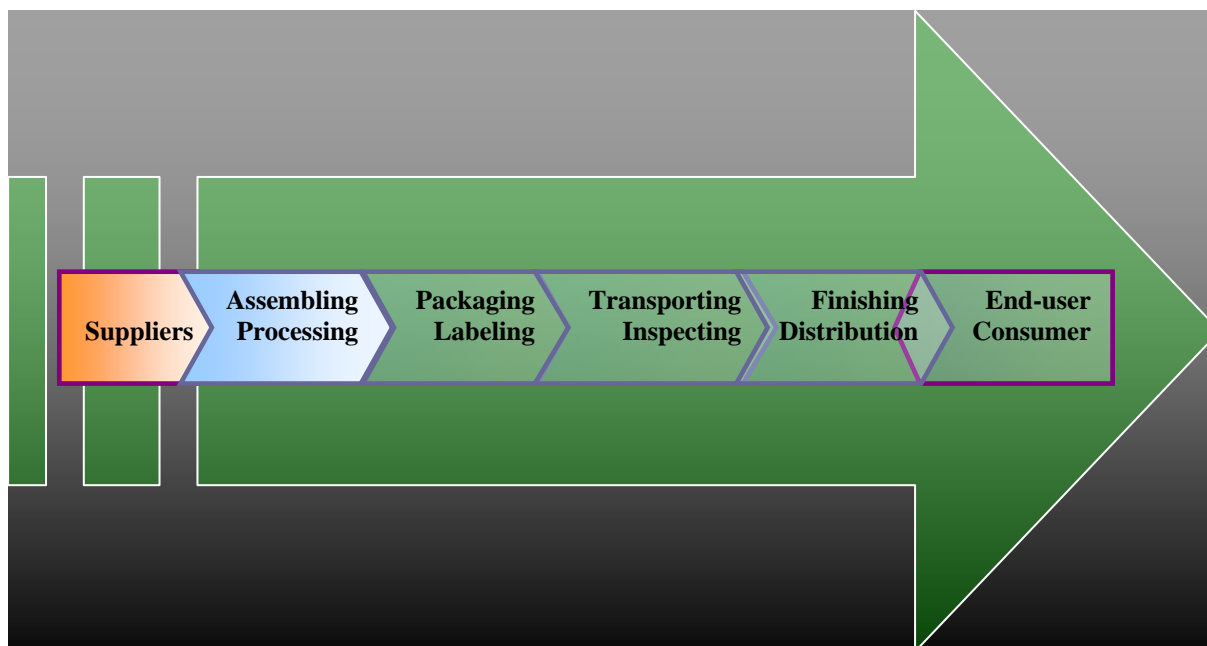 Suppliers
Assembling
Processing
Packaging
Labeling
Transporting
Inspecting
Finishing
Distribution
End-user
Consumer